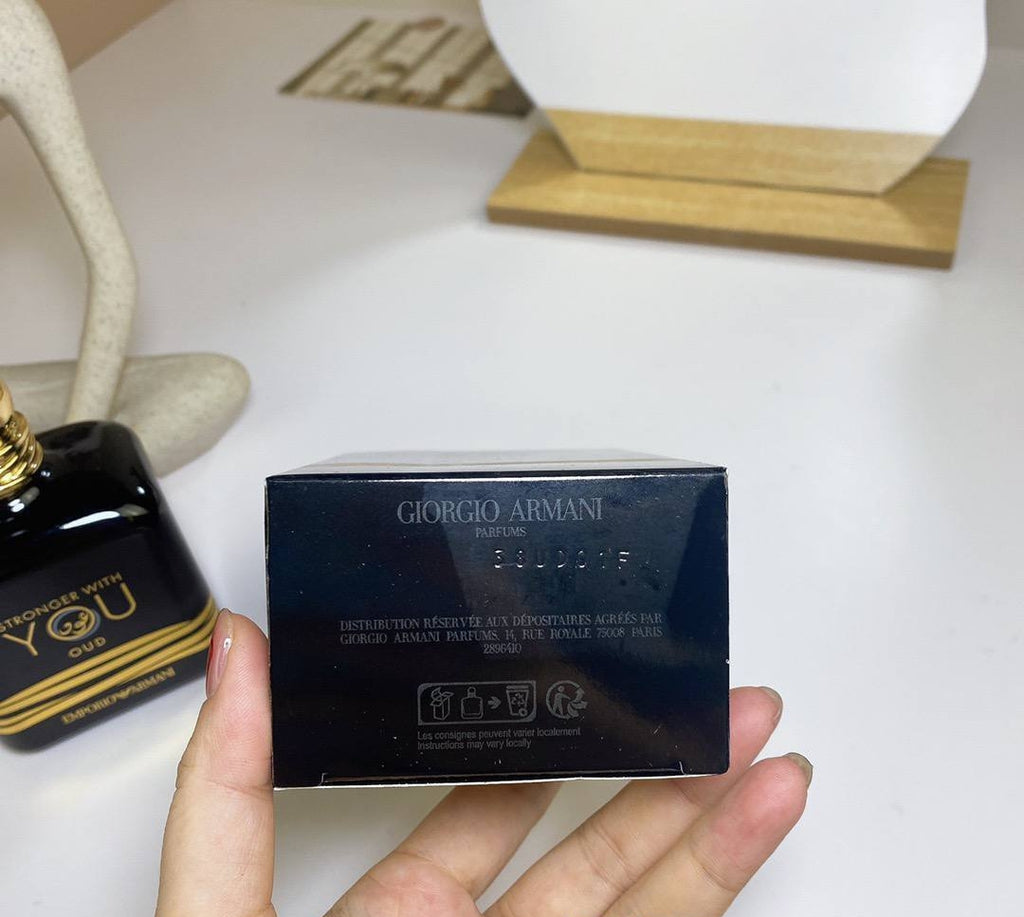 GIORGIO ARMANI
PARFUMS
38UD01F
DISTRIBUTION RÉSERVÉE AUX DÉPOSITAIRES AGRÉÉS PAR
GIORGIO ARMANI PARFUMS, 14, RUE ROYALE 75008 PARIS
2896410
Les consignes peuvent varier localement
Instructions may vary locally
STRONGER WITH
YOU
OUD
EMPORIO ARMANI